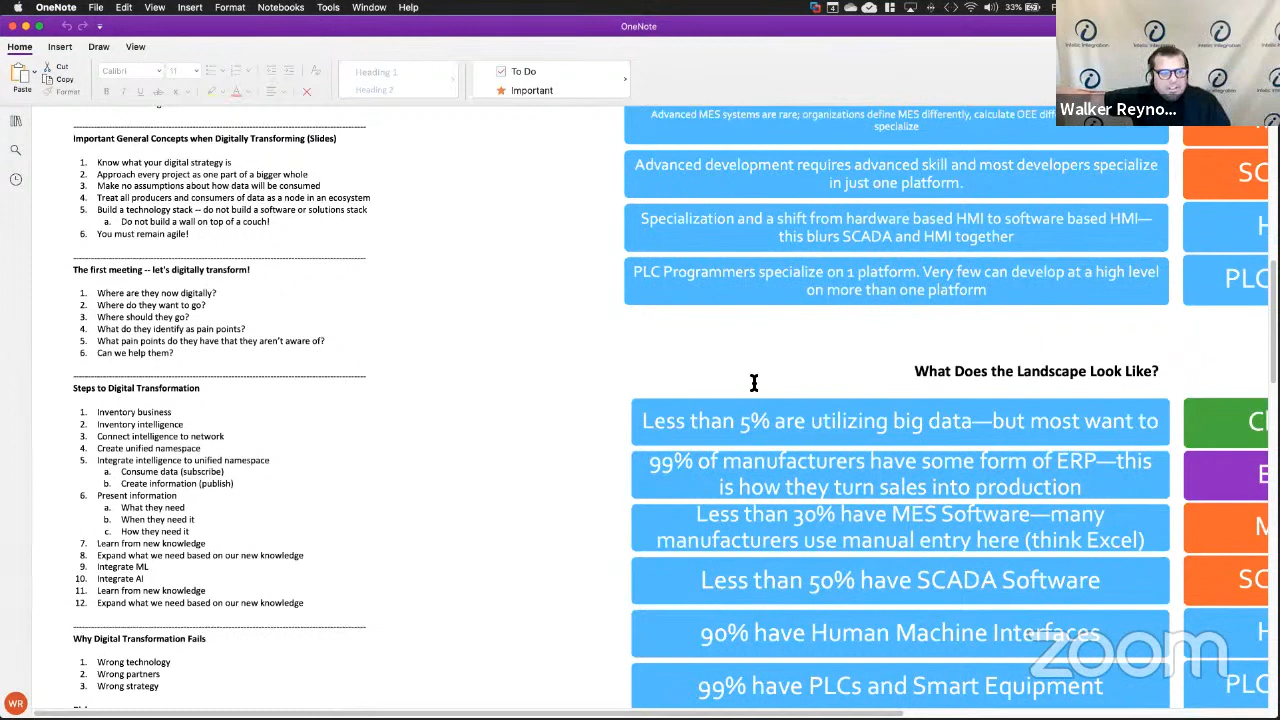 OneNote File Edit View Insert Format Notebooks Tools Window Help
33%
OneNote
Home Insert Draw View
Paste
Cut
Copy
Format
Calibri 11
B I U
Heading 1
Heading 2
To Do
Important
Walker Reyno...
Intellic Integration
Important General Concepts when Digitally Transforming (Slides)
1. Know what your digital strategy is
2. Approach every project as one part of a bigger whole
3. Make no assumptions about how data will be consumed
4. Treat all producers and consumers of data as a node in an ecosystem
5. Build a technology stack -- do not build a software or solutions stack
a. Do not build a wall on top of a couch!
6. You must remain agile!
The first meeting -- let's digitally transform!
1. Where are they now digitally?
2. Where do they want to go?
3. Where should they go?
4. What do they identify as pain points?
5. What pain points do they have that they aren't aware of?
6. Can we help them?
Steps to Digital Transformation
1. Inventory business
2. Inventory intelligence
3. Connect intelligence to network
4. Create unified namespace
5. Integrate intelligence to unified namespace
a. Consume data (subscribe)
b. Create information (publish)
6. Present information
a. What they need
b. When they need it
c. How they need it
7. Learn from new knowledge
8. Expand what we need based on our new knowledge
9. Integrate ML
10. Integrate AI
11. Learn from new knowledge
12. Expand what we need based on our new knowledge
Why Digital Transformation Fails
1. Wrong technology
2. Wrong partners
3. Wrong strategy
WR
Advanced MES systems are rare; organizations define MES differently, calculate OEE
specialize
Advanced development requires advanced skill and most developers specialize
in just one platform.
SC
Specialization and a shift from hardware based HMI to software based HMI—
this blurs SCADA and HMI together
H
PLC Programmers specialize on 1 platform. Very few can develop at a high level
on more than one platform
PLC
What Does the Landscape Look Like?
Less than 5% are utilizing big data—but most want to
Cl
99% of manufacturers have some form of ERP—this
is how they turn sales into production
E
Less than 30% have MES Software—many
manufacturers use manual entry here (think Excel)
M
Less than 50% have SCADA Software
SC
90% have Human Machine Interfaces
H
99% have PLCs and Smart Equipment
PLC
zoom